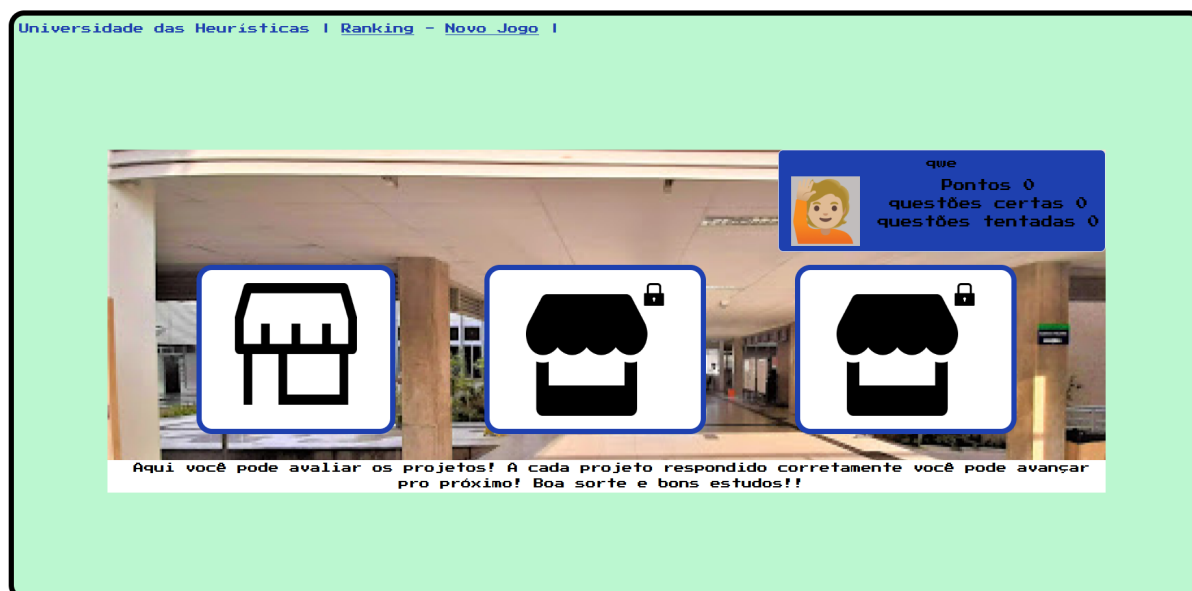 Universidade das Heurísticas | Ranking - Novo Jogo |
qwe
Pontos 0
questões certas 0
questões tentadas 0
Aqui você pode avaliar os projetos! A cada projeto respondido corretamente você pode avançar
pro próximo! Boa sorte e bons estudos!!